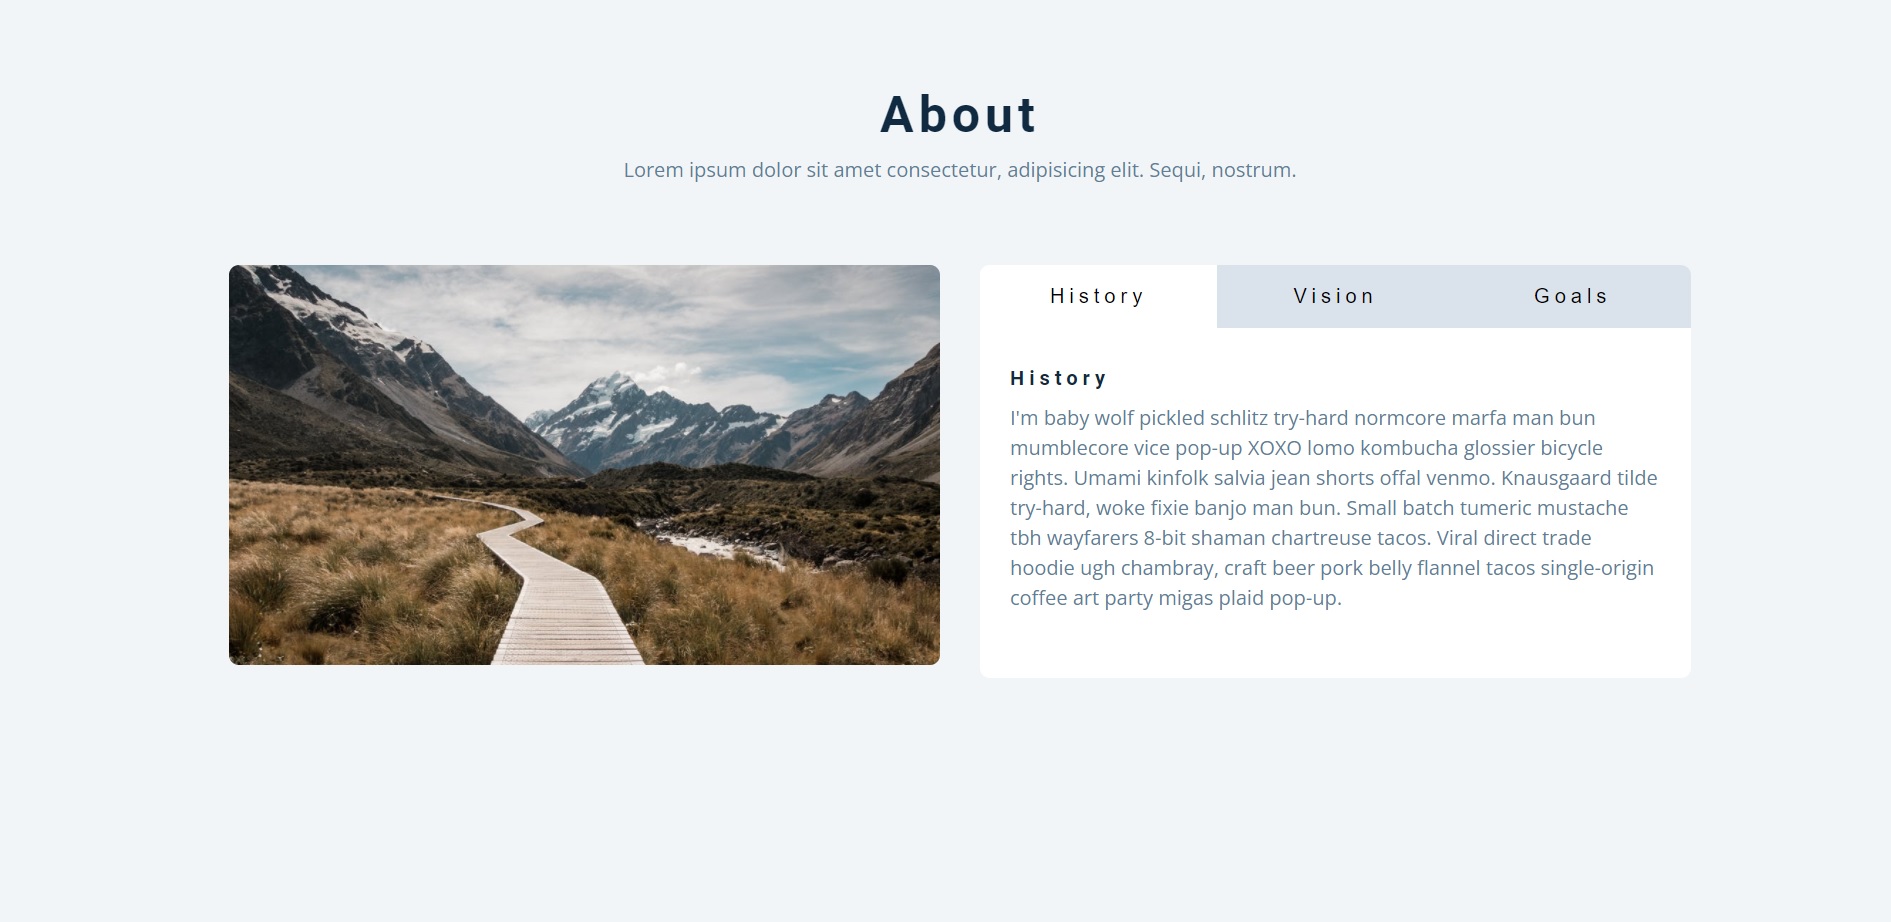 About
Lorem ipsum dolor sit amet consectetur, adipisicing elit. Sequi, nostrum.
History
Vision
Goals
History
I'm baby wolf pickled schlitz try-hard normcore marfa man bun
mumblecore vice pop-up XOXO lomo kombucha glossier bicycle
rights. Umami kinfolk salvia jean shorts offal venmo. Knausgaard tilde
try-hard, woke fixie banjo man bun. Small batch tumeric mustache
tbh wayfarers 8-bit shaman chartreuse tacos. Viral direct trade
hoodie ugh chambray, craft beer pork belly flannel tacos single-origin
coffee art party migas plaid pop-up.